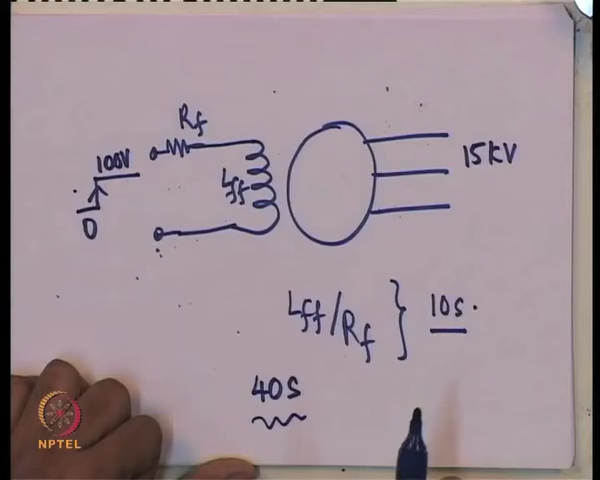 Rf
100V
0
Lff
15KV
Lff/Rf } 10s.
40s
NPTEL